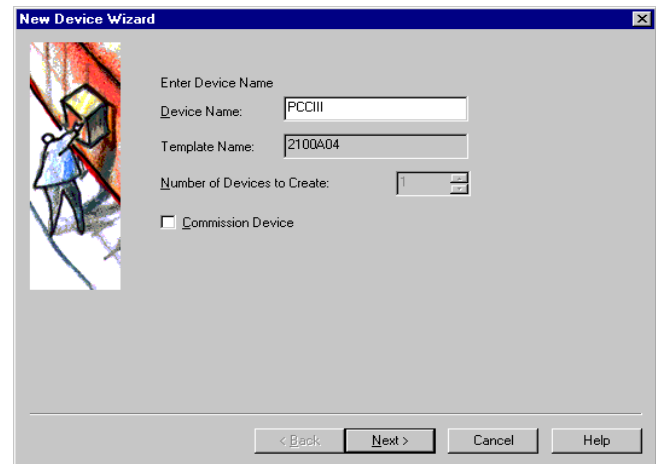 New Device Wizard
Enter Device Name
Device Name: PCCIII
Template Name: 2100A04
Number of Devices to Create: 1
Commission Device
< Back Next > Cancel Help